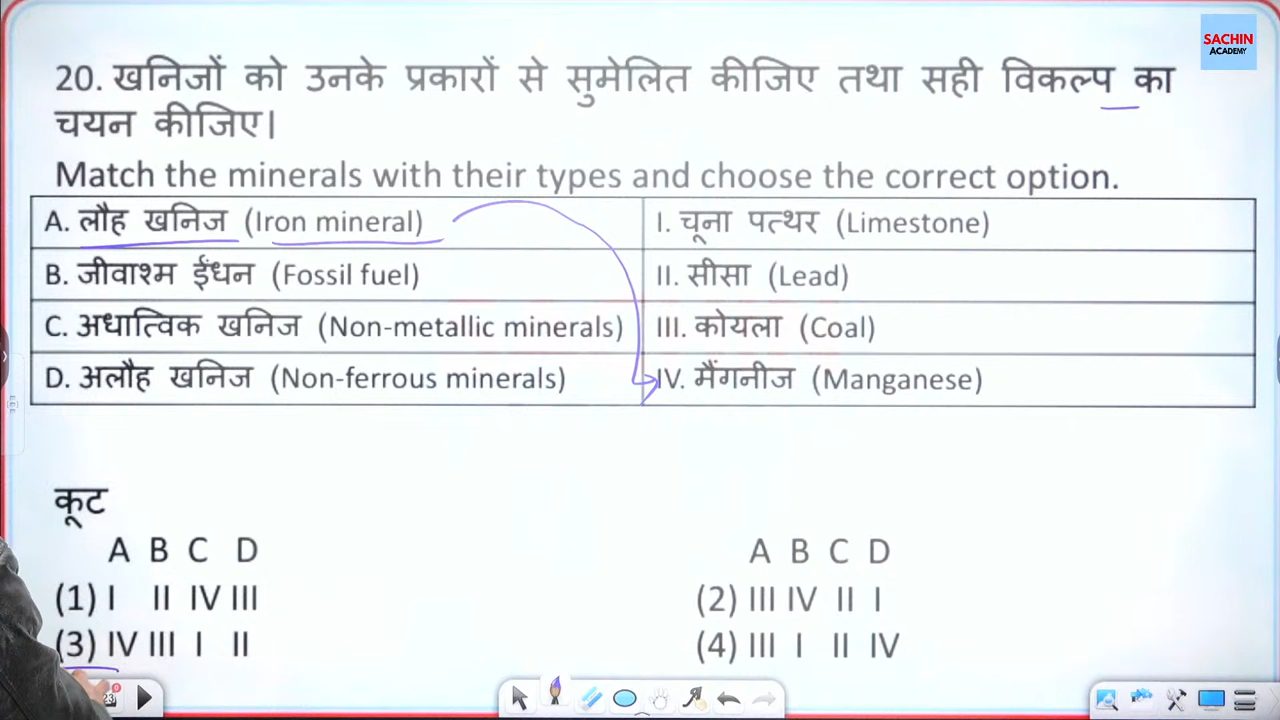 SACHIN
ACADEMY
20. खनिजों को उनके प्रकारों से सुमेलित कीजिए तथा सही विकल्प का
चयन कीजिए।
Match the minerals with their types and choose the correct option.
A. लौह खनिज (Iron mineral) I. चूना पत्थर (Limestone)
B. जीवाश्म ईंधन (Fossil fuel) II. सीसा (Lead)
C. अधात्विक खनिज (Non-metallic minerals) III. कोयला (Coal)
D. अलौह खनिज (Non-ferrous minerals) IV. मैंगनीज (Manganese)
कूट
A B C D A B C D
(1) I II IV III (2) III IV II I
(3) IV III I II (4) III I II IV